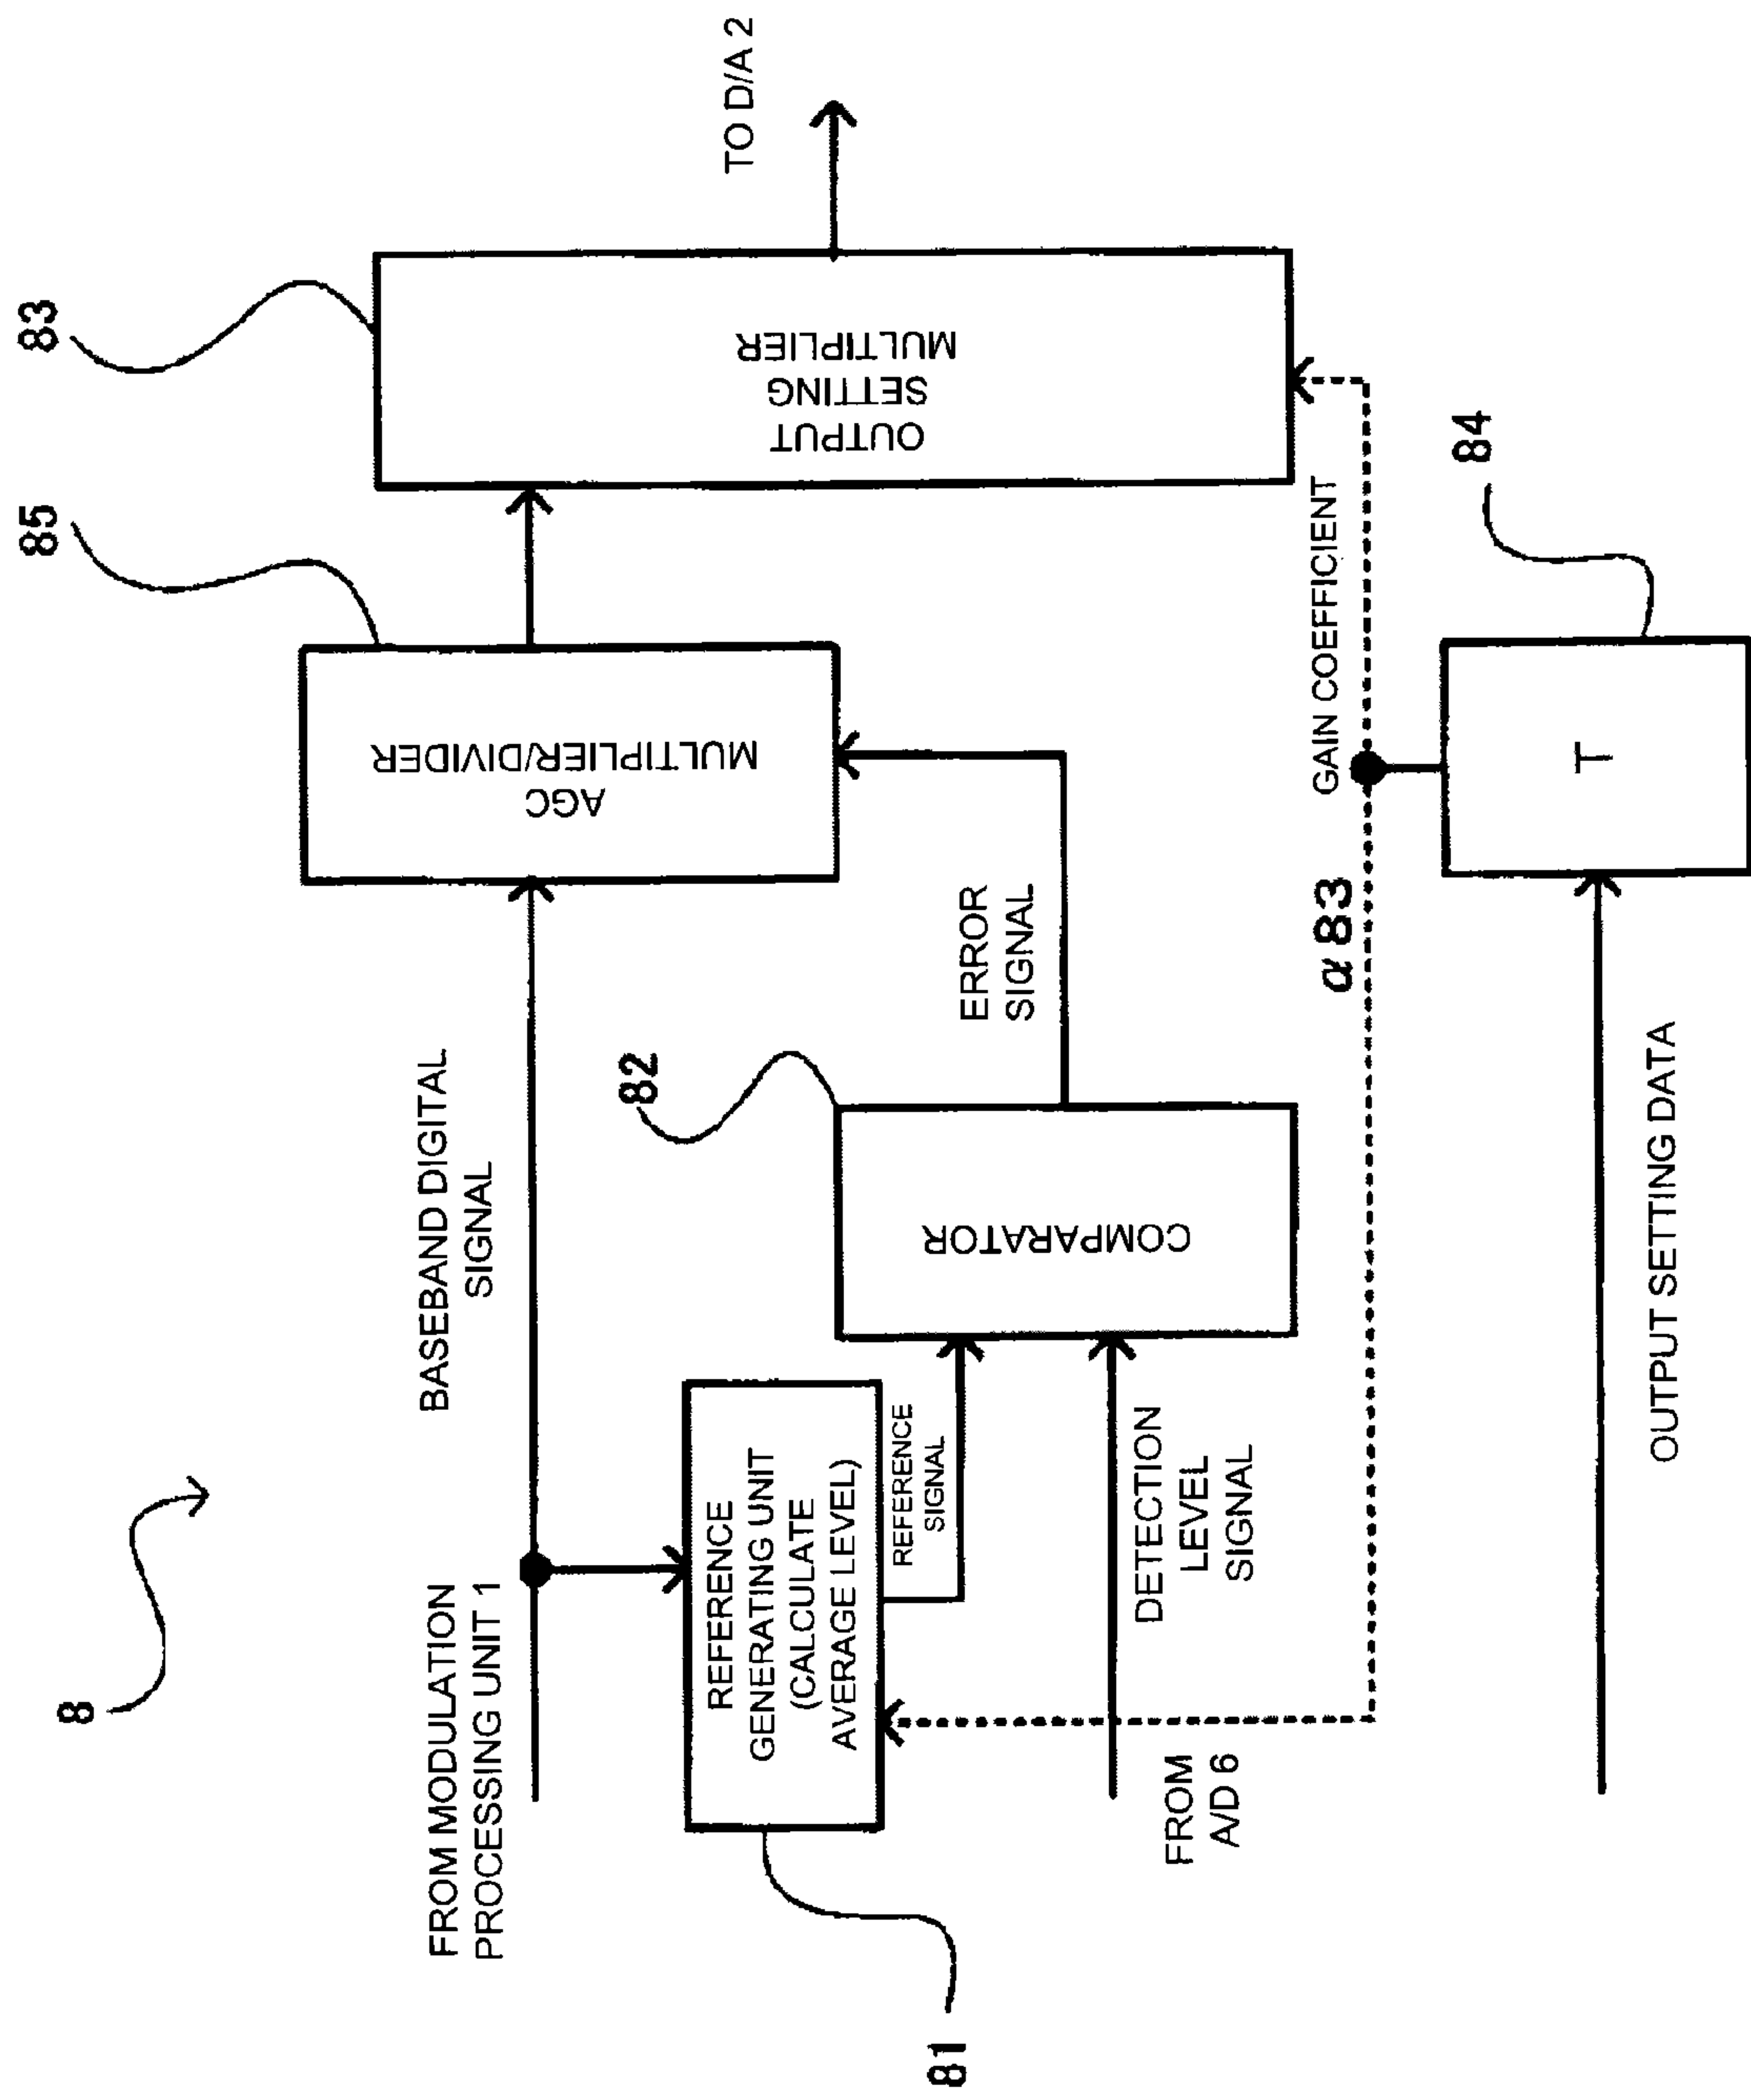 8
FROM MODULATION
PROCESSING UNIT 1
BASEBAND DIGITAL
SIGNAL
85
AGC
MULTIPLIER/DIVIDER
83
OUTPUT
SETTING
MULTIPLIER
TO D/A 2
81
REFERENCE
GENERATING UNIT
(CALCULATE
AVERAGE LEVEL)
REFERENCE
SIGNAL
82
COMPARATOR
ERROR
SIGNAL
FROM
A/D 6
DETECTION
LEVEL
SIGNAL
α83
GAIN COEFFICIENT
84
T
OUTPUT SETTING DATA